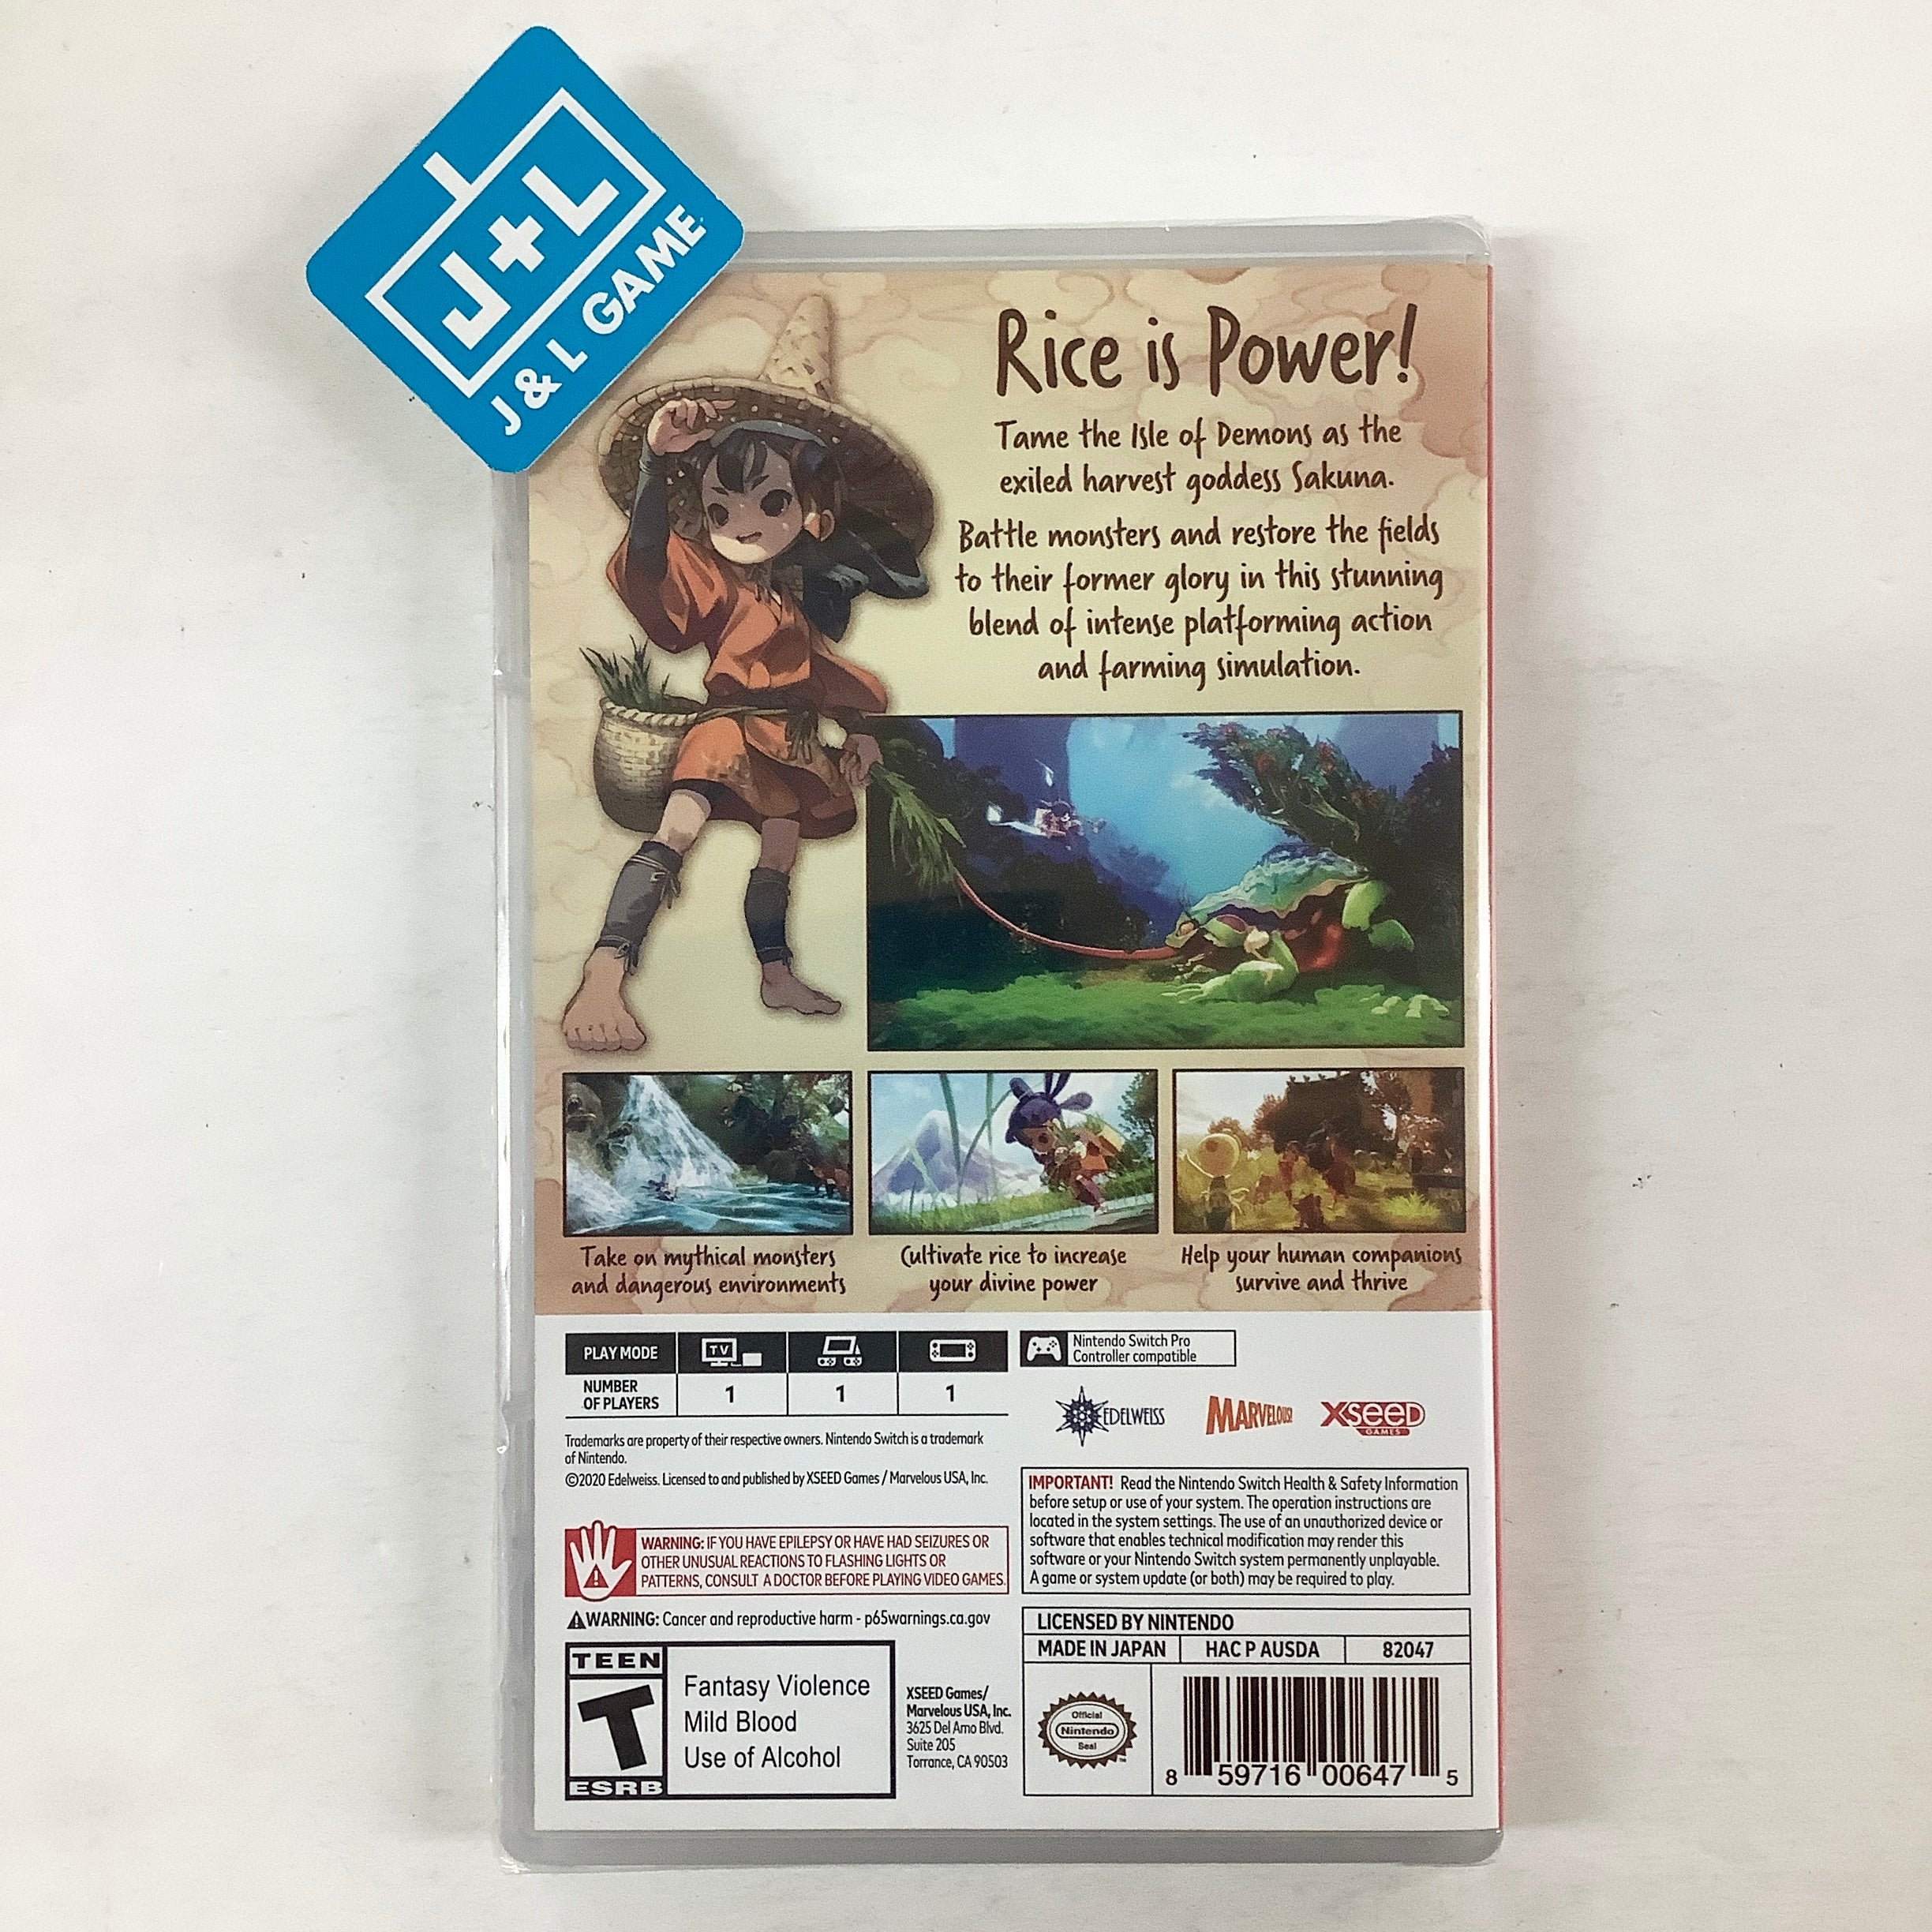 J+L
J & L GAME
Rice is Power!
Tame the Isle of Demons as the
exiled harvest goddess Sakuna.
Battle monsters and restore the fields
to their former glory in this stunning
blend of intense platforming action
and farming simulation.
Take on mythical monsters
and dangerous environments
Cultivate rice to increase
your divine power
Help your human companions
survive and thrive
PLAY MODE
TV
NUMBER
OF PLAYERS
1
1
1
Nintendo Switch Pro
Controller compatible
EDELWEISS
MARVELOUS!
XSEED
GAMES
Trademarks are property of their respective owners. Nintendo Switch is a trademark
of Nintendo.
©2020 Edelweiss. Licensed to and published by XSEED Games / Marvelous USA, Inc.
WARNING: IF YOU HAVE EPILEPSY OR HAVE HAD SEIZURES OR
OTHER UNUSUAL REACTIONS TO FLASHING LIGHTS OR
PATTERNS, CONSULT A DOCTOR BEFORE PLAYING VIDEO GAMES.
WARNING: Cancer and reproductive harm - p65warnings.ca.gov
IMPORTANT! Read the Nintendo Switch Health & Safety Information
before setup or use of your system. The operation instructions are
located in the system settings. The use of an unauthorized device or
software that enables technical modification may render this
software or your Nintendo Switch system permanently unplayable.
A game or system update (or both) may be required to play.
TEEN
T
ESRB
Fantasy Violence
Mild Blood
Use of Alcohol
XSEED Games/
Marvelous USA, Inc.
3625 Del Amo Blvd.
Suite 205
Torrance, CA 90503
LICENSED BY NINTENDO
MADE IN JAPAN
HAC P AUSDA
82047
Official
Nintendo
Seal
TM
8 59716 00647 5